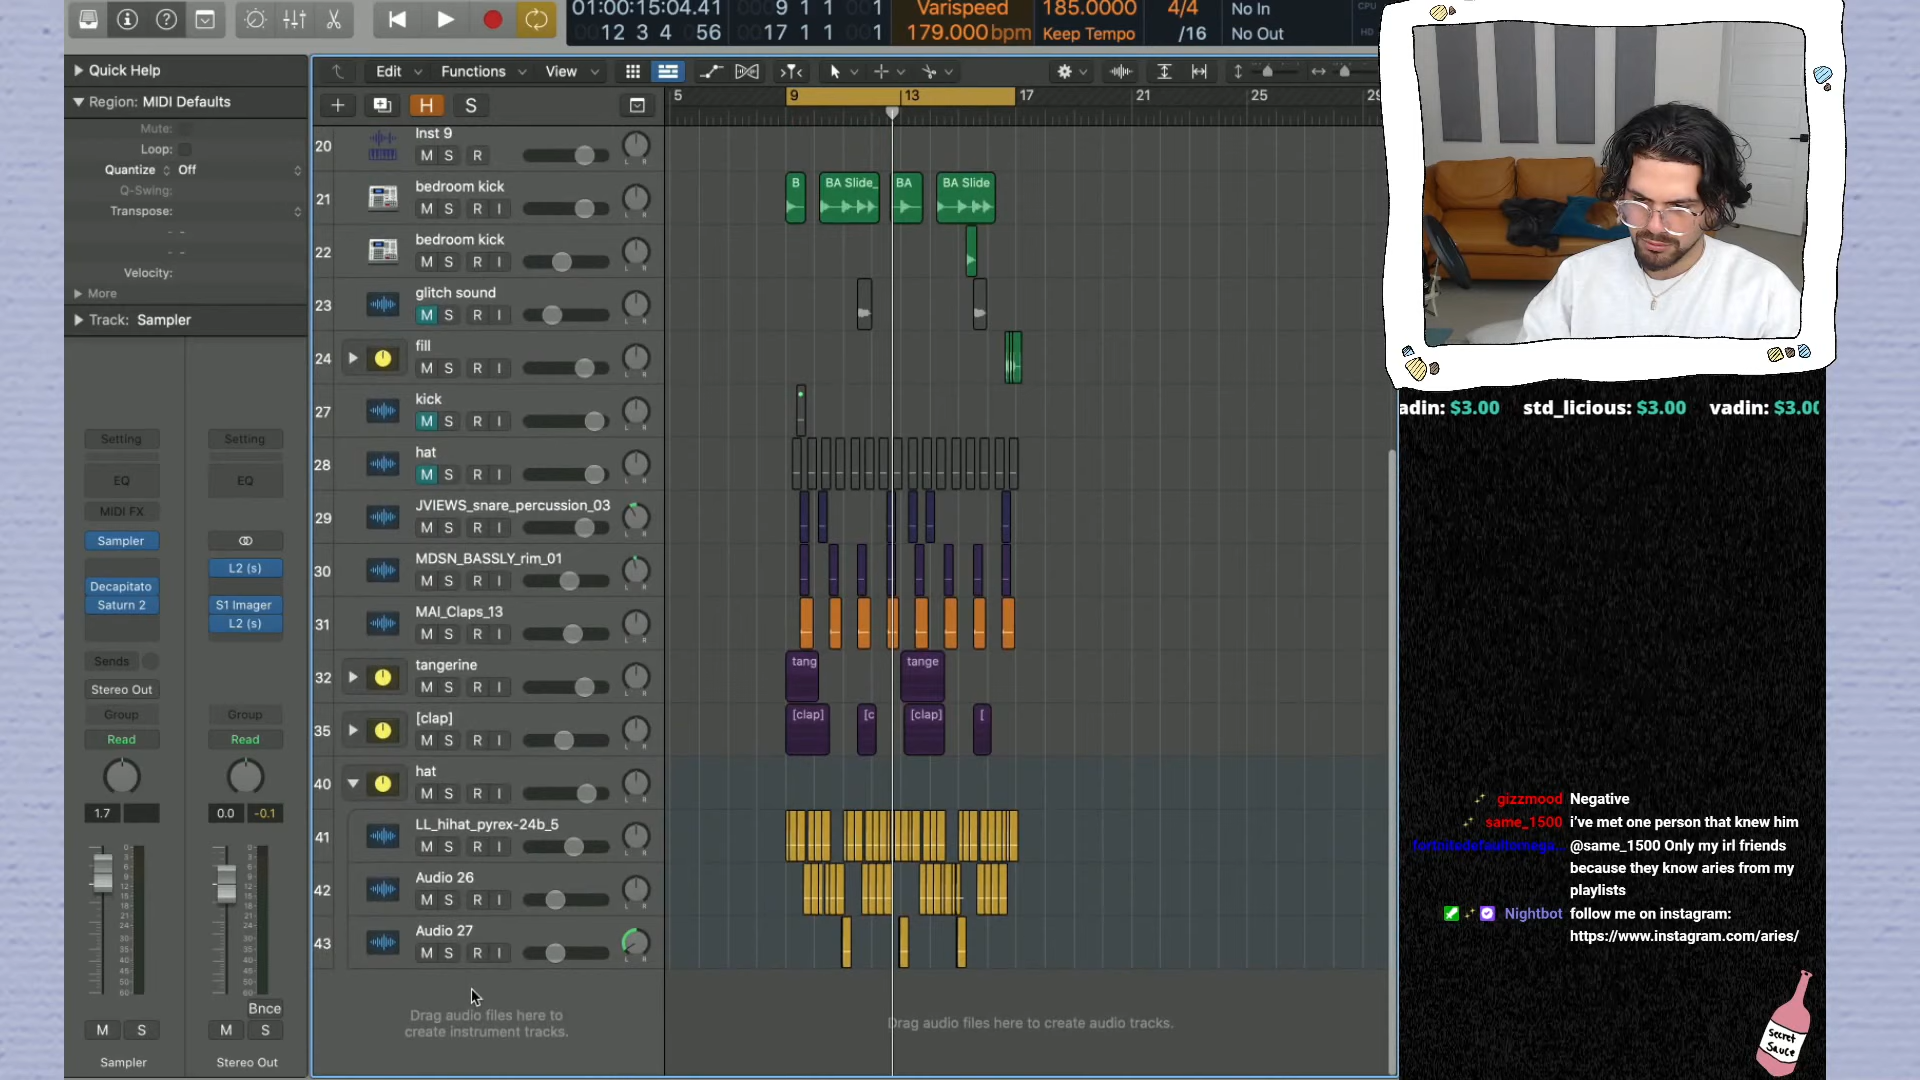 01:00:15:04.41
12 3 4 56
9 1 1 1
17 1 1 1
Varispeed
179.000bpm
185.0000
Keep Tempo
4/4
/16
No In
No Out
CPU
HD
Quick Help
Region: MIDI Defaults
Mute:
Loop:
Quantize Off
Q-Swing:
Transpose:
Velocity:
More
Track: Sampler
Edit Functions View
H S
5 9 13 17 21 25 29
20 Inst 9
M S R
21 bedroom kick
M S R I
B BA Slide_ BA BA Slide
22 bedroom kick
M S R I
23 glitch sound
M S R I
24 fill
M S R I
27 kick
M S R I
28 hat
M S R I
29 JVIEWS_snare_percussion_03
M S R I
30 MDSN_BASSLY_rim_01
M S R I
31 MAI_Claps_13
M S R I
32 tangerine
M S R I
tang tange
35 [clap]
M S R I
[clap] [c [clap] [
40 hat
M S R I
41 LL_hihat_pyrex-24b_5
M S R I
42 Audio 26
M S R I
43 Audio 27
M S R I
Drag audio files here to
create instrument tracks.
Drag audio files here to create audio tracks.
Setting Setting
EQ EQ
MIDI FX
Sampler
L2 (s)
Decapitato
Saturn 2 S1 Imager
L2 (s)
Sends
Stereo Out
Group Group
Read Read
1.7 0.0 -0.1
Bnce
M S M S
Sampler Stereo Out
adin: $3.00 std_licious: $3.00 vadin: $3.00
gizzmood Negative
same_1500 i've met one person that knew him
@same_1500 Only my irl friends
because they know aries from my
playlists
Nightbot follow me on instagram:
https://www.instagram.com/aries/
Secret
Sauce